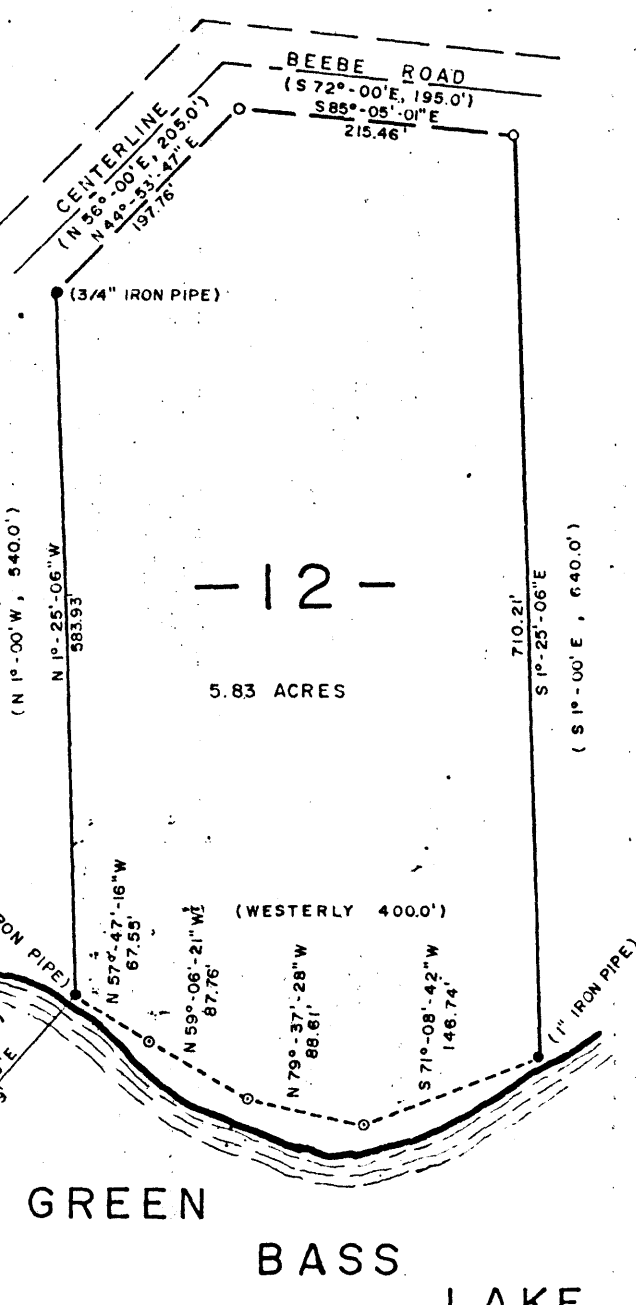 BEEBE ROAD
(S 72°-00'E, 195.0')
S85°-05'-01"E
215.46'
CENTERLINE
(N 56°-00'E, 205.0')
N 44°-53'-47"E
197.76'
(3/4" IRON PIPE)
(N 1°-00'W, 540.0')
N 1°-25'-06"W
583.93'
-12-
5.83 ACRES
710.21'
S 1°-25'-06"E
(S 1°-00'E, 640.0')
(WESTERLY 400.0')
N 57°-47'-16"W
67.55'
N 59°-06'-21"W
87.76'
N 79°-37'-28"W
88.61'
S 71°-08'-42"W
146.74'
RON PIPE)
(1" IRON PIPE)
GREEN
BASS
LAKE